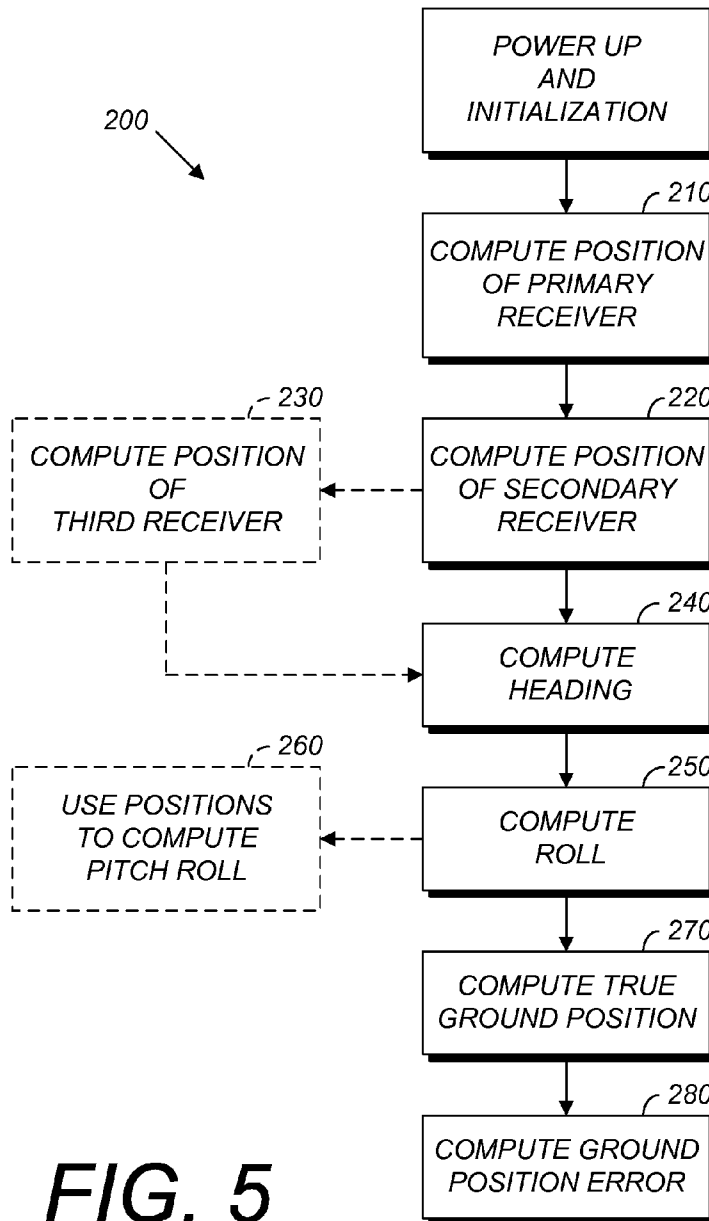 POWER UP
AND
INITIALIZATION
200
210
COMPUTE POSITION
OF PRIMARY
RECEIVER
230
COMPUTE POSITION
OF
THIRD RECEIVER
220
COMPUTE POSITION
OF SECONDARY
RECEIVER
240
COMPUTE
HEADING
260
USE POSITIONS
TO COMPUTE
PITCH ROLL
250
COMPUTE
ROLL
270
COMPUTE TRUE
GROUND POSITION
280
COMPUTE GROUND
POSITION ERROR
FIG. 5